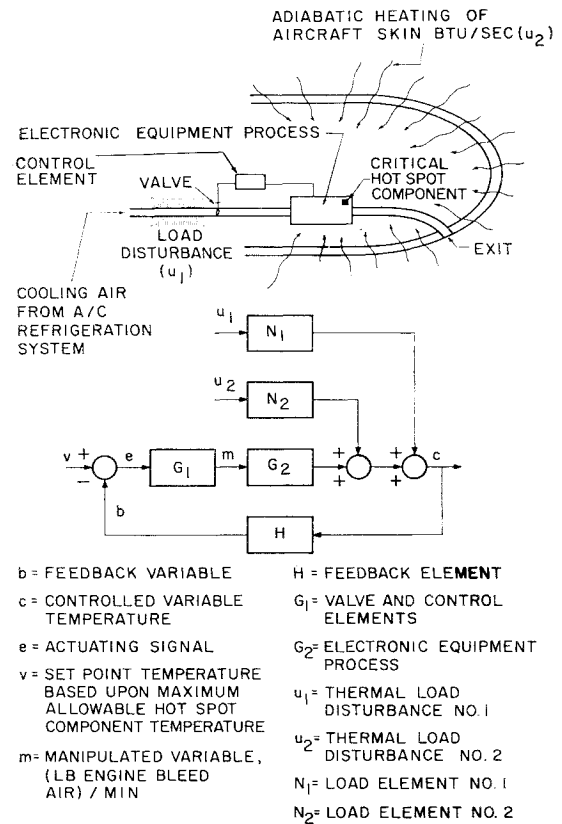 ADIABATIC HEATING OF
AIRCRAFT SKIN BTU/SEC(u2)
ELECTRONIC EQUIPMENT PROCESS
CONTROL
ELEMENT
VALVE
CRITICAL
HOT SPOT
COMPONENT
LOAD
DISTURBANCE
(u1)
EXIT
COOLING AIR
FROM A/C
REFRIGERATION
SYSTEM
u1
N1
u2
N2
v + e G1 m G2 + + + + c
−
b
H
b = FEEDBACK VARIABLE
c = CONTROLLED VARIABLE
TEMPERATURE
e = ACTUATING SIGNAL
v = SET POINT TEMPERATURE
BASED UPON MAXIMUM
ALLOWABLE HOT SPOT
COMPONENT TEMPERATURE
m = MANIPULATED VARIABLE,
(LB ENGINE BLEED
AIR) / MIN
H = FEEDBACK ELEMENT
G1 = VALVE AND CONTROL
ELEMENTS
G2 = ELECTRONIC EQUIPMENT
PROCESS
u1 = THERMAL LOAD
DISTURBANCE NO. 1
u2 = THERMAL LOAD
DISTURBANCE NO. 2
N1 = LOAD ELEMENT NO. 1
N2 = LOAD ELEMENT NO. 2